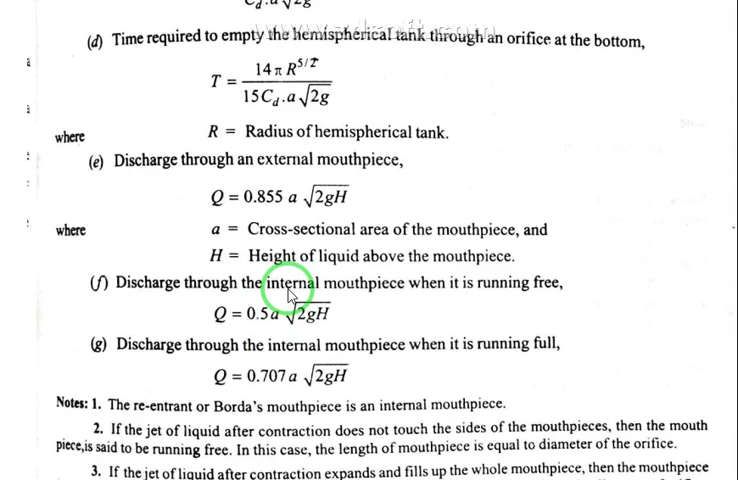 (d) Time required to empty the hemispherical tank through an orifice at the bottom,
T = 14 π R^5/2 / 15 C_d . a √2g
where R = Radius of hemispherical tank.
(e) Discharge through an external mouthpiece,
Q = 0.855 a √2gH
where a = Cross-sectional area of the mouthpiece, and
H = Height of liquid above the mouthpiece.
(f) Discharge through the internal mouthpiece when it is running free,
Q = 0.5 a √2gH
(g) Discharge through the internal mouthpiece when it is running full,
Q = 0.707 a √2gH
Notes: 1. The re-entrant or Borda's mouthpiece is an internal mouthpiece.
2. If the jet of liquid after contraction does not touch the sides of the mouthpieces, then the mouth
piece, is said to be running free. In this case, the length of mouthpiece is equal to diameter of the orifice.
3. If the jet of liquid after contraction expands and fills up the whole mouthpiece, then the mouthpiece